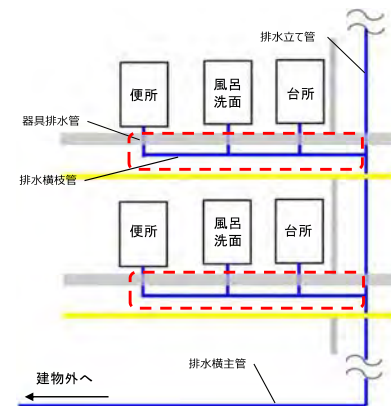 排水立て管
便所
風呂
洗面
台所
器具排水管
排水横枝管
便所
風呂
洗面
台所
排水横主管
建物外へ